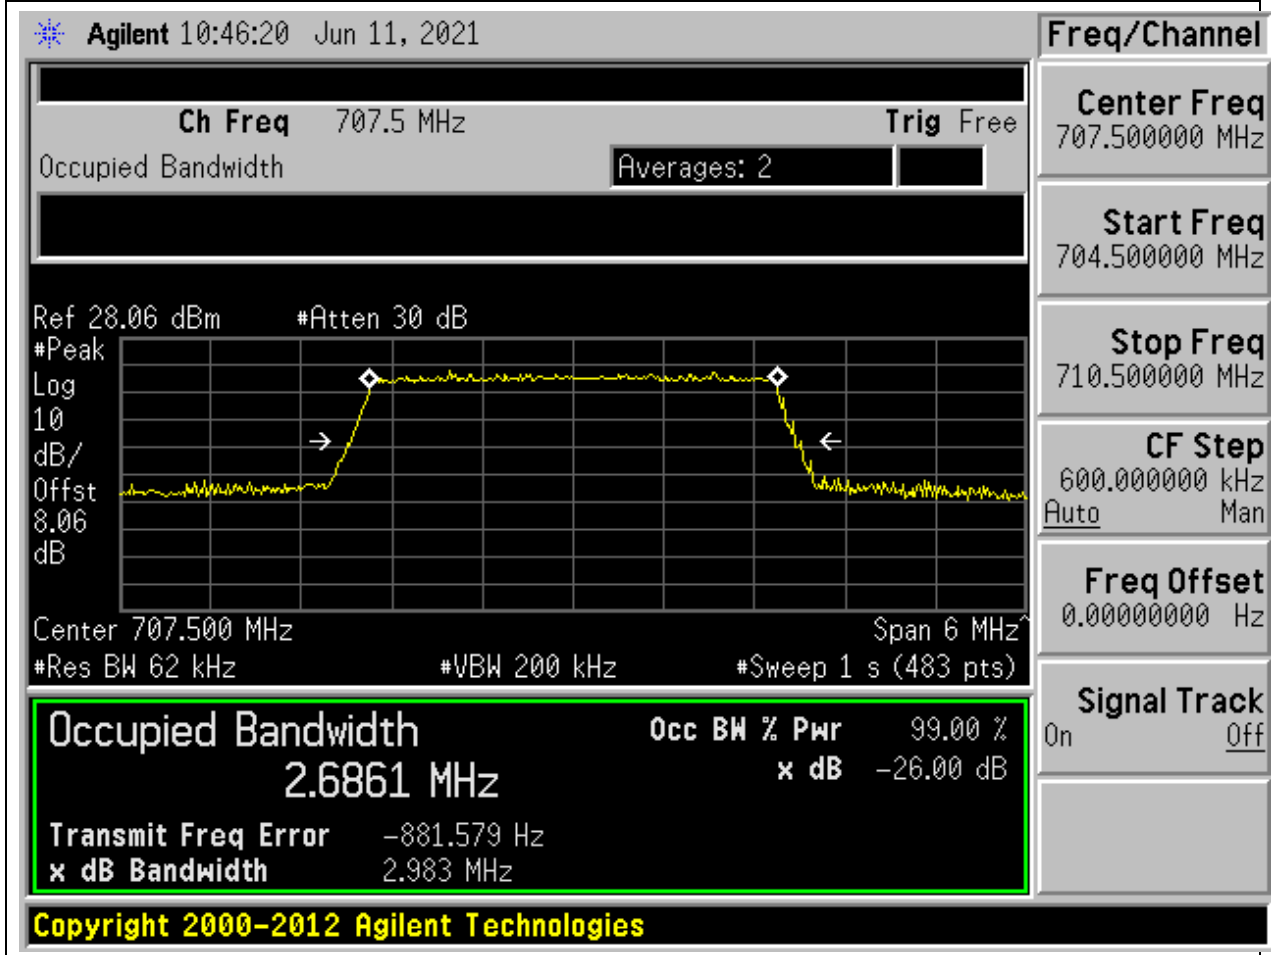 Agilent 10:46:20 Jun 11, 2021
Freq/Channel
Ch Freq 707.5 MHz Trig Free
Occupied Bandwidth Averages: 2
Ref 28.06 dBm #Atten 30 dB
#Peak
Log
10
dB/
Offst
8.06
dB
Center 707.500 MHz Span 6 MHz^
#Res BW 62 kHz #VBW 200 kHz #Sweep 1 s (483 pts)
Occupied Bandwidth Occ BW % Pwr 99.00 %
2.6861 MHz x dB -26.00 dB
Transmit Freq Error -881.579 Hz
x dB Bandwidth 2.983 MHz
Copyright 2000-2012 Agilent Technologies
Center Freq
707.500000 MHz
Start Freq
704.500000 MHz
Stop Freq
710.500000 MHz
CF Step
600.000000 kHz
Auto Man
Freq Offset
0.00000000 Hz
Signal Track
On Off